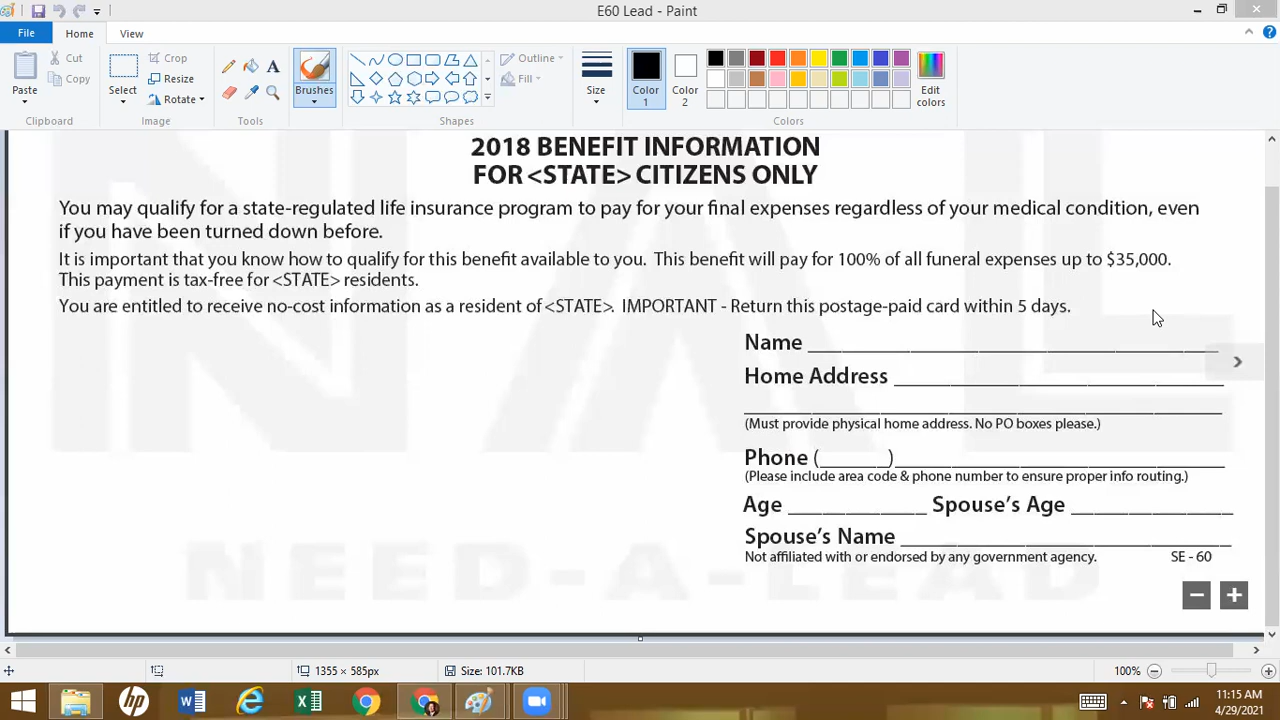 E60 Lead - Paint
File
Home
View
Paste
Cut
Copy
Clipboard
Select
Crop
Resize
Rotate
Image
Tools
Brushes
Shapes
Outline
Fill
Size
Color 1
Color 2
Edit colors
Colors
2018 BENEFIT INFORMATION
FOR <STATE> CITIZENS ONLY
You may qualify for a state-regulated life insurance program to pay for your final expenses regardless of your medical condition, even
if you have been turned down before.
It is important that you know how to qualify for this benefit available to you. This benefit will pay for 100% of all funeral expenses up to $35,000.
This payment is tax-free for <STATE> residents.
You are entitled to receive no-cost information as a resident of <STATE>. IMPORTANT - Return this postage-paid card within 5 days.
Name
Home Address
(Must provide physical home address. No PO boxes please.)
Phone (______)
(Please include area code & phone number to ensure proper info routing.)
Age ____________ Spouse's Age ______________
Spouse's Name
Not affiliated with or endorsed by any government agency. SE - 60
NAL
NEED-A-LEAD
1355 × 585px
Size: 101.7KB
100%
11:15 AM
4/29/2021